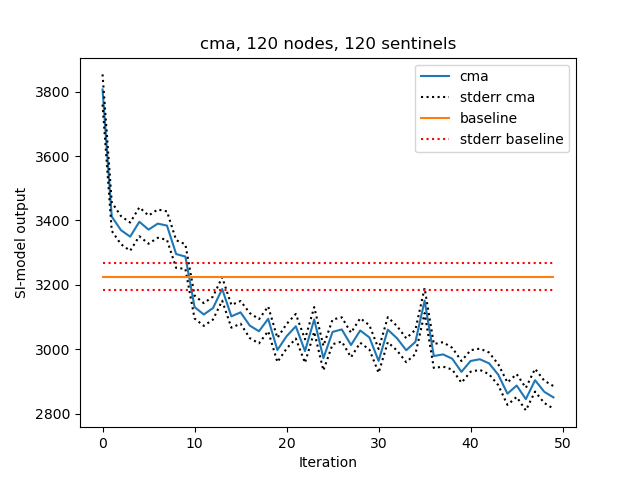 cma, 120 nodes, 120 sentinels
cma
stderr cma
baseline
stderr baseline
SI-model output
3800
3600
3400
3200
3000
2800
0 10 20 30 40 50
Iteration